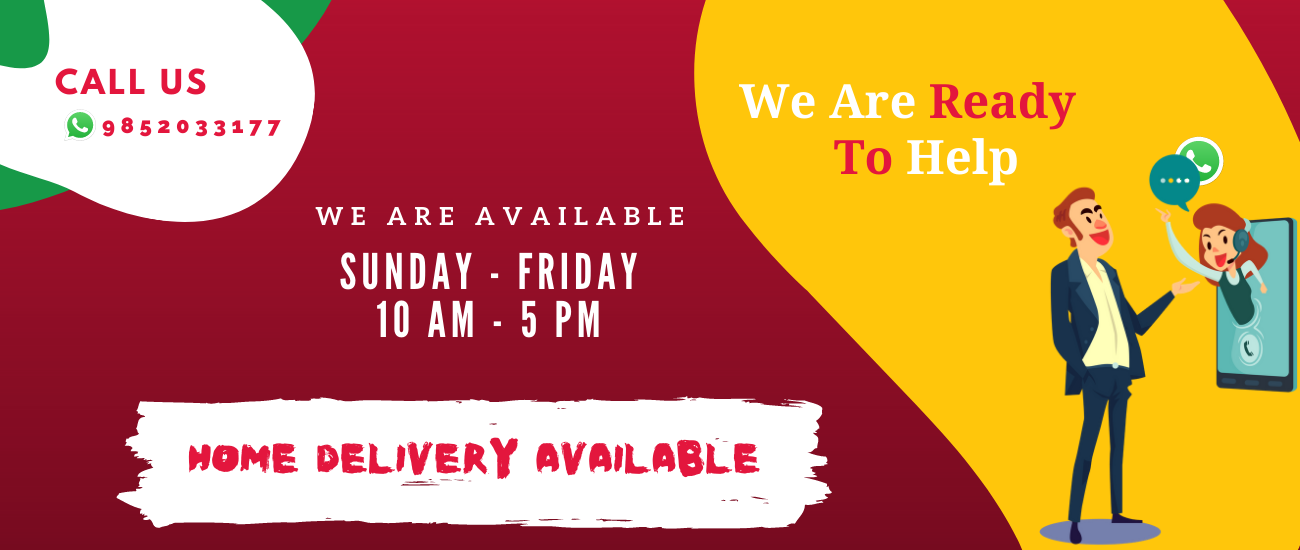 CALL US
9852033177
We Are Ready
To Help
WE ARE AVAILABLE
SUNDAY - FRIDAY
10 AM - 5 PM
HOME DELIVERY AVAILABLE